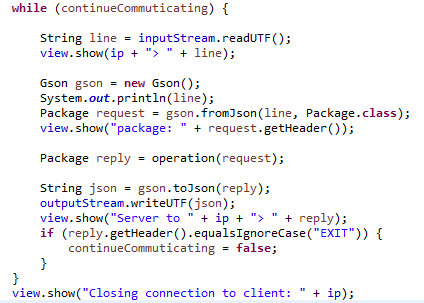 while (continueCommuticating) {
String line = inputStream.readUTF();
view.show(ip + "> " + line);
Gson gson = new Gson();
System.out.println(line);
Package request = gson.fromJson(line, Package.class);
view.show("package: " + request.getHeader());
Package reply = operation(request);
String json = gson.toJson(reply);
outputStream.writeUTF(json);
view.show("Server to " + ip + "> " + reply);
if (reply.getHeader().equalsIgnoreCase("EXIT")) {
continueCommuticating = false;
}
}
view.show("Closing connection to client: " + ip);